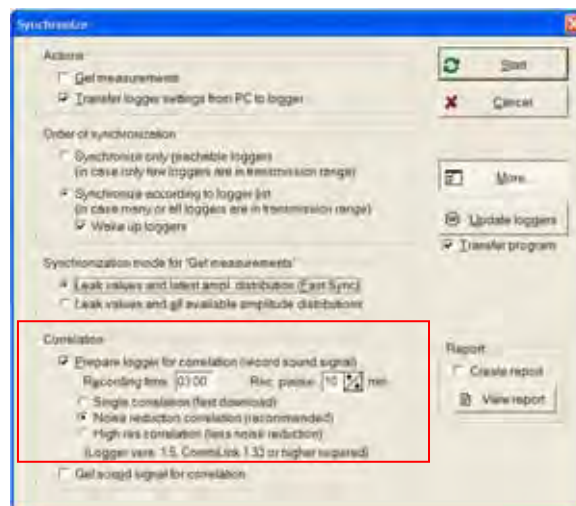 Synchronize
Actions
Get measurements
Transfer logger settings from PC to logger
Order of synchronization
Synchronize only reachable loggers
(in case only few loggers are in transmission range)
Synchronize according to logger list
(in case many or all loggers are in transmission range)
Wake up loggers
Synchronization mode for 'Get measurements'
Leak values and latest ampl. distribution (Fast Sync)
Leak values and all available amplitude distributions
Correlation
Prepare logger for correlation (record sound signal)
Recording time: 03:00 Rec. pause: 10 min
Single correlation (fast download)
Noise reduction correlation (recommended)
High res correlation (less noise reduction)
(Logger vers. 1.5, CommLink 1.33 or higher required)
Get sound signal for correlation
Start
Cancel
More
Update loggers
Transfer program
Report
Create report
View report